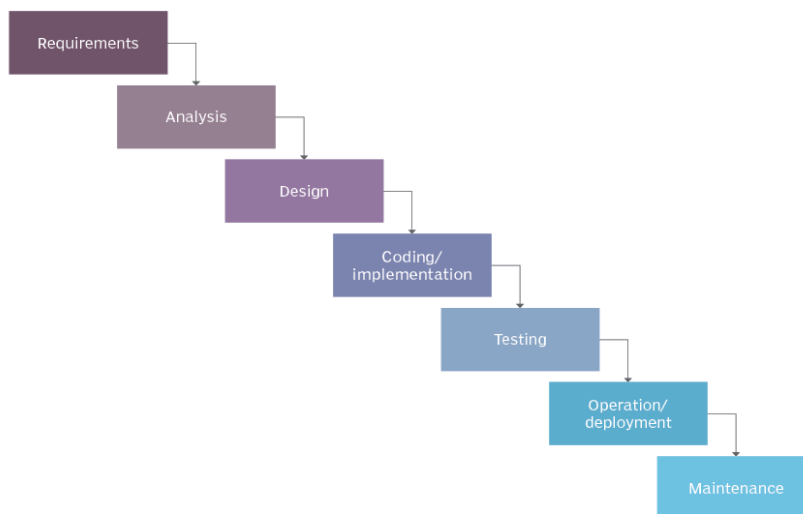 Requirements
Analysis
Design
Coding/
implementation
Testing
Operation/
deployment
Maintenance